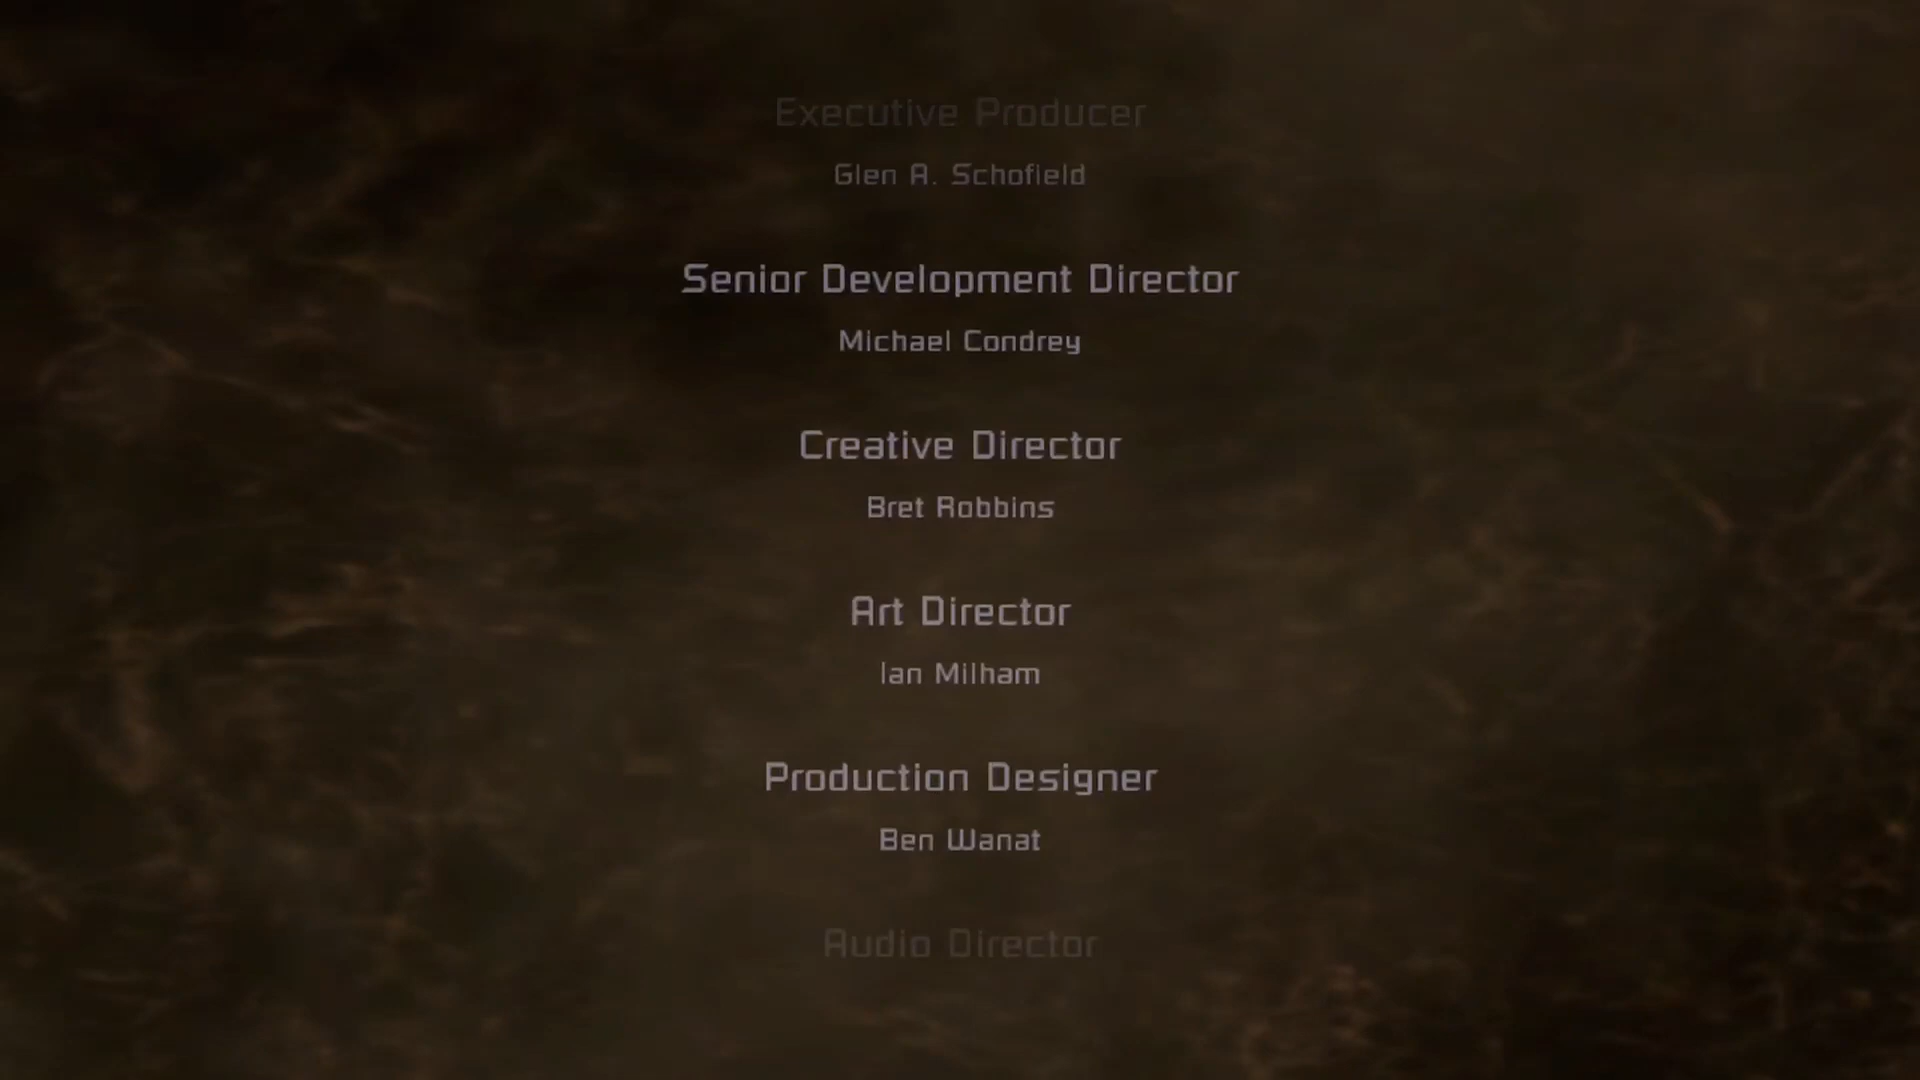 Executive Producer
Glen A. Schofield
Senior Development Director
Michael Condrey
Creative Director
Bret Robbins
Art Director
Ian Milham
Production Designer
Ben Wanat
Audio Director